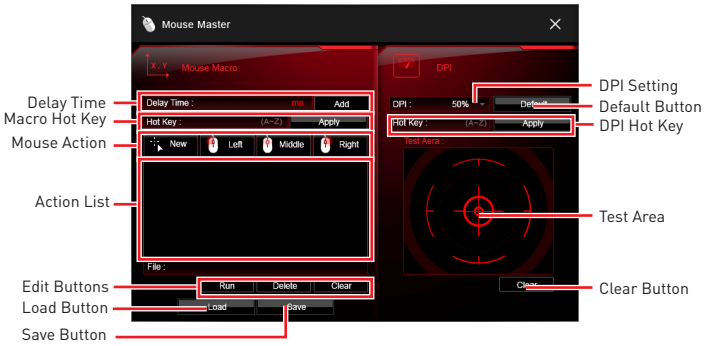 Mouse Master
X , Y
Mouse Macro
DPI
Delay Time
Delay Time :
ms
Add
DPI :
50%
Default
DPI Setting
Default Button
Macro Hot Key
Hot Key :
(A~Z)
Apply
Hot Key :
(A~Z)
Apply
DPI Hot Key
Mouse Action
New
Left
Middle
Right
Test Aera :
Action List
Test Area
File :
Edit Buttons
Run
Delete
Clear
Clear
Clear Button
Load Button
Load
Save
Save Button